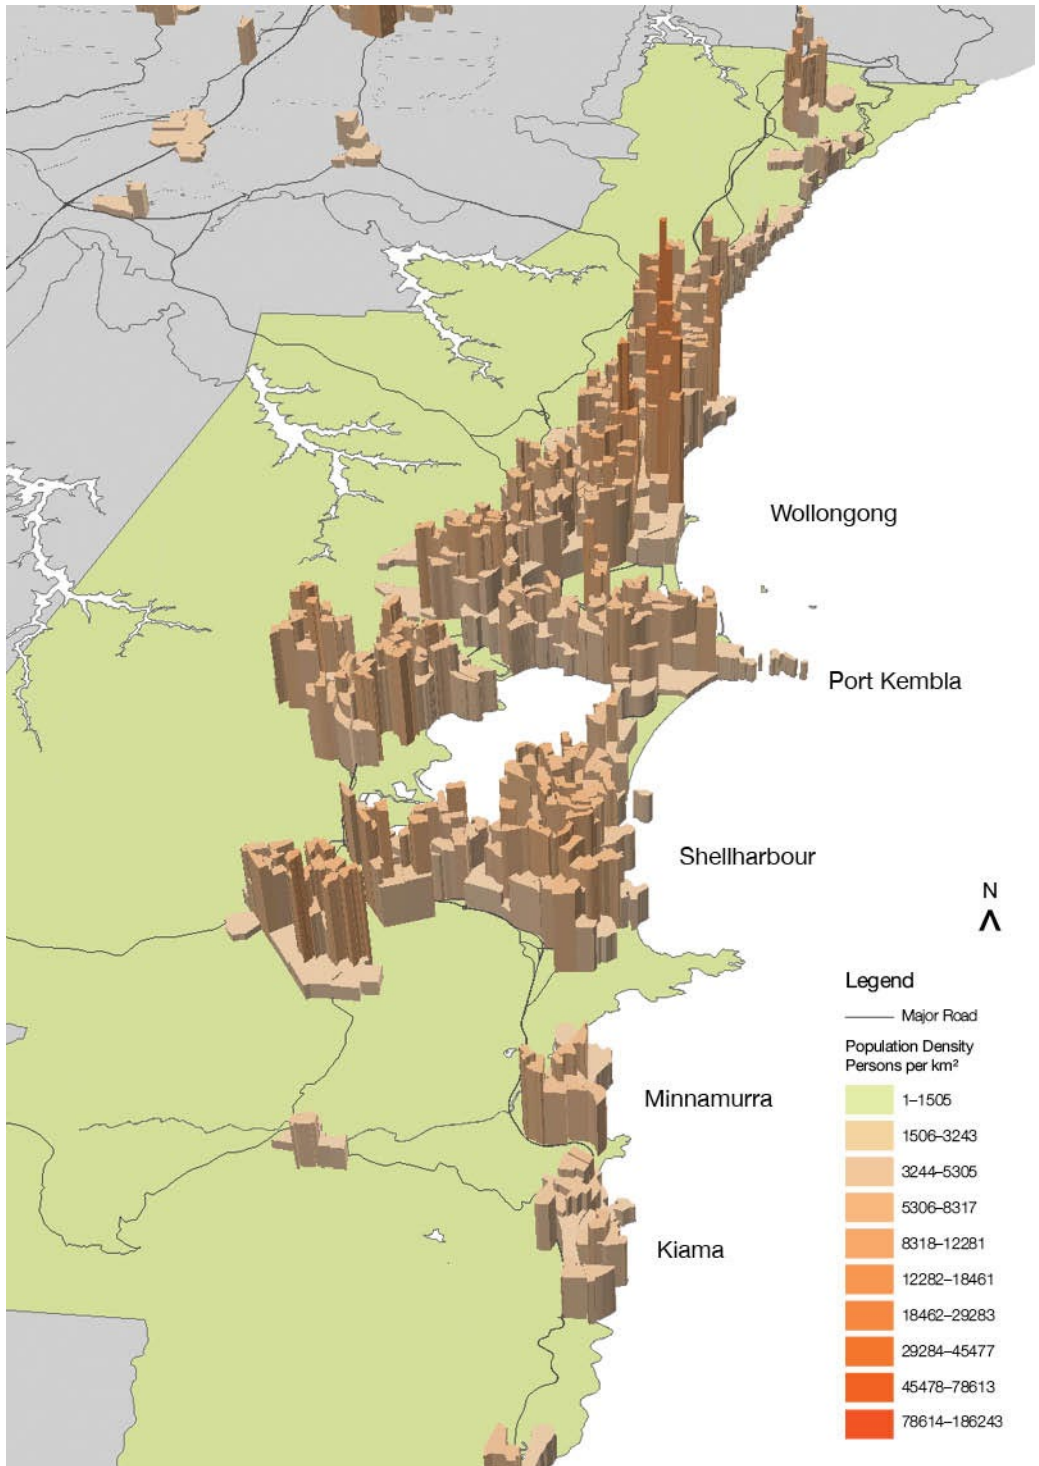 Wollongong
Port Kembla
Shellharbour
N
Legend
Major Road
Minnamurra
Population Density
Persons per km²
1–1505
1506–3243
3244–5305
5306–8317
Kiama
8318–12281
12282–18461
18462–29283
29284–45477
45478–78613
78614–186243